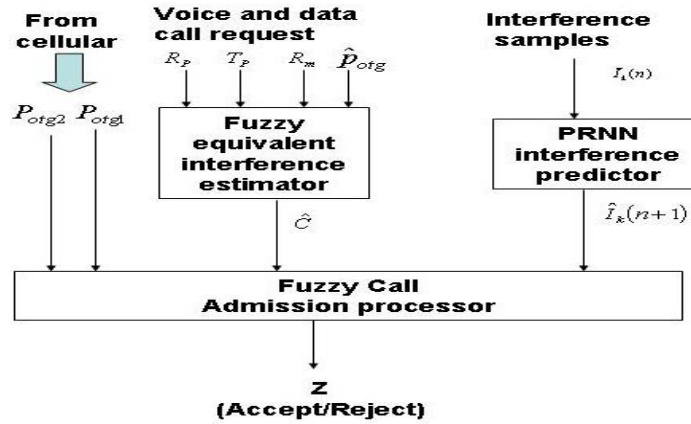 From
cellular
Voice and data
call request
Interference
samples
R_p T_p R_m p̂_otg
I_k(n)
P_otg2 P_otg1
Fuzzy
equivalent
interference
estimator
PRNN
interference
predictor
Ĉ
Î_k(n+1)
Fuzzy Call
Admission processor
Z
(Accept/Reject)